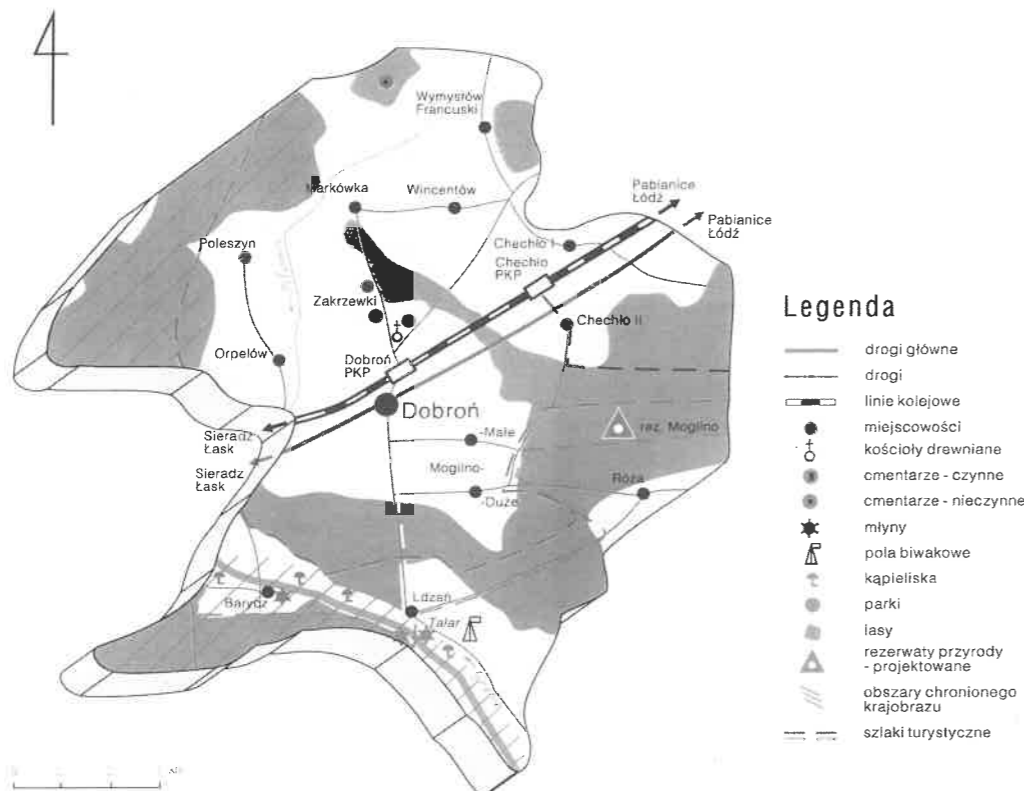 Wymysłów
Francuski
Markówka
Wincentów
Pabianice
Łódź
Pabianice
Łódź
Poleszyn
Chechło I
Chechło
PKP
Zakrzewki
Chechło II
Orpelów
Dobroń
PKP
Dobroń
Sieradz
Łask
Sieradz
Łask
-Małe
Mogilno-
-Duże
rez. Mogilno
Róża
Barycz
Ldzań
Talar
Legenda
drogi główne
drogi
linie kolejowe
miejscowości
kościoły drewniane
cmentarze - czynne
cmentarze - nieczynne
młyny
pola biwakowe
kąpieliska
parki
lasy
rezerwaty przyrody
- projektowane
obszary chronionego
krajobrazu
szlaki turystyczne